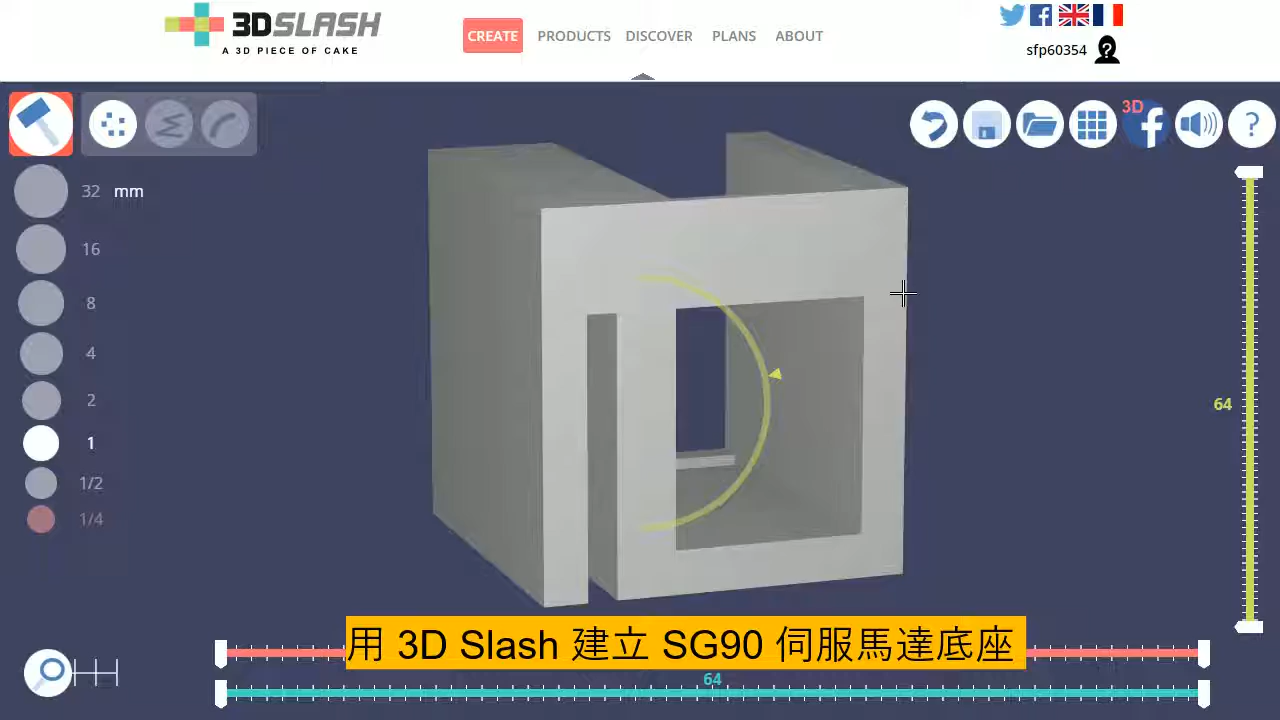 3DSLASH
A 3D PIECE OF CAKE
CREATE PRODUCTS DISCOVER PLANS ABOUT
sfp60354
3D
?
32 mm
16
8
4
2
1
1/2
1/4
64
用 3D Slash 建立 SG90 伺服馬達底座
64